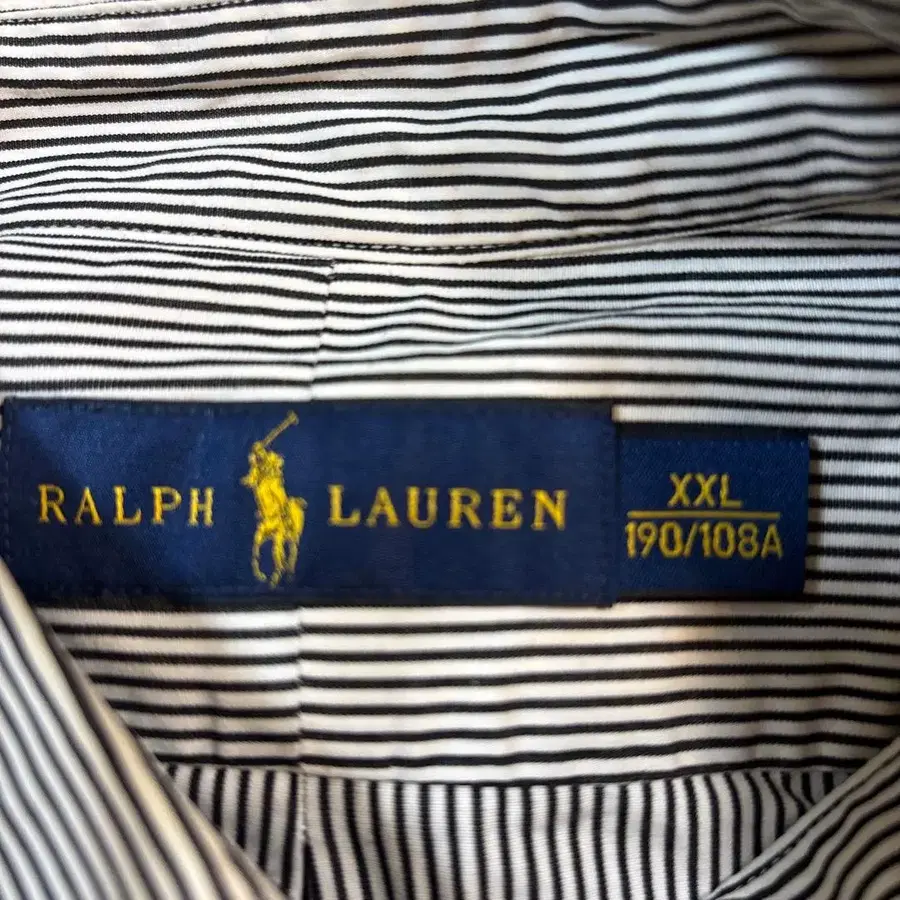 RALPH LAUREN
XXL
190/108A